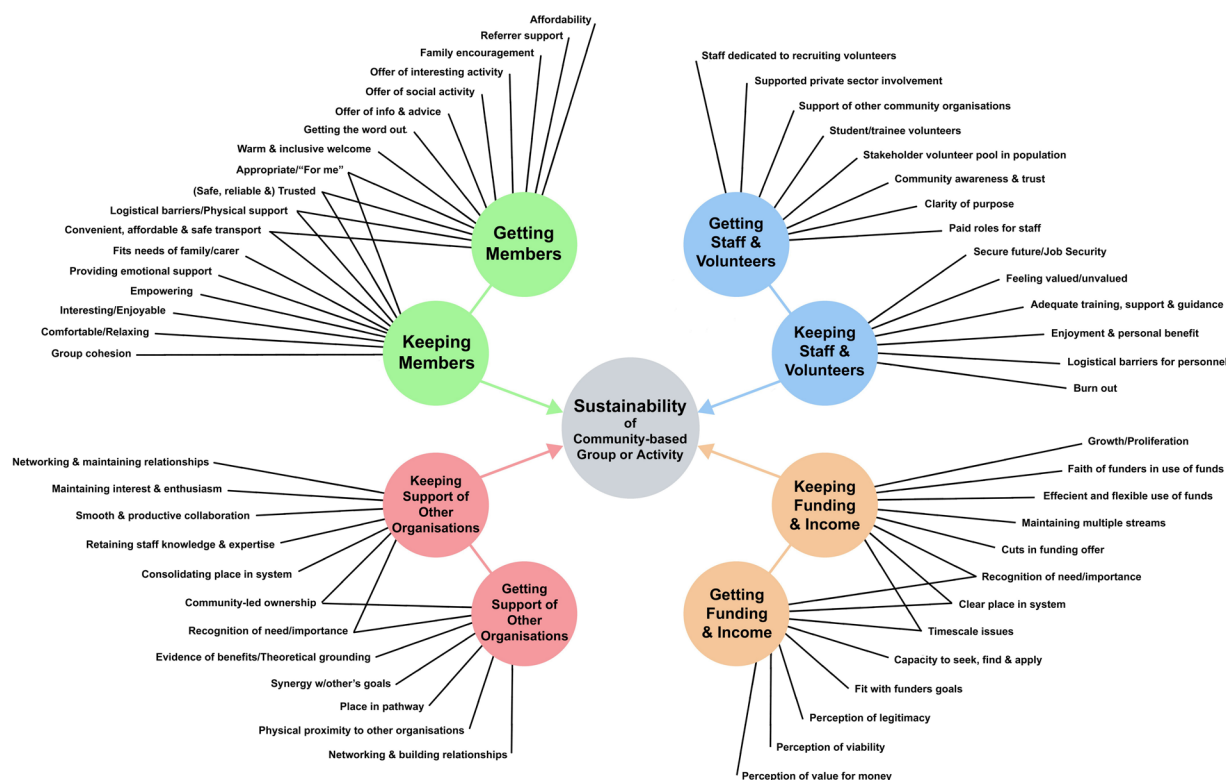 Affordability
Referrer support
Family encouragement
Offer of interesting activity
Offer of social activity
Offer of info & advice
Getting the word out
Warm & inclusive welcome
Appropriate/“For me”
(Safe, reliable &) Trusted
Logistical barriers/Physical support
Convenient, affordable & safe transport
Fits needs of family/carer
Providing emotional support
Empowering
Interesting/Enjoyable
Comfortable/Relaxing
Group cohesion
Getting
Members
Keeping
Members
Staff dedicated to recruiting volunteers
Supported private sector involvement
Support of other community organisations
Student/trainee volunteers
Stakeholder volunteer pool in population
Community awareness & trust
Clarity of purpose
Paid roles for staff
Secure future/Job Security
Feeling valued/unvalued
Adequate training, support & guidance
Enjoyment & personal benefit
Logistical barriers for personnel
Burn out
Getting
Staff &
Volunteers
Keeping
Staff &
Volunteers
Sustainability
of
Community-based
Group or Activity
Networking & maintaining relationships
Maintaining interest & enthusiasm
Smooth & productive collaboration
Retaining staff knowledge & expertise
Consolidating place in system
Community-led ownership
Recognition of need/importance
Evidence of benefits/Theoretical grounding
Synergy w/other’s goals
Place in pathway
Physical proximity to other organisations
Networking & building relationships
Keeping
Support of
Other
Organisations
Getting
Support of
Other
Organisations
Growth/Proliferation
Faith of funders in use of funds
Effecient and flexible use of funds
Maintaining multiple streams
Cuts in funding offer
Recognition of need/importance
Clear place in system
Timescale issues
Capacity to seek, find & apply
Fit with funders goals
Perception of legitimacy
Perception of viability
Perception of value for money
Keeping
Funding
& Income
Getting
Funding
& Income